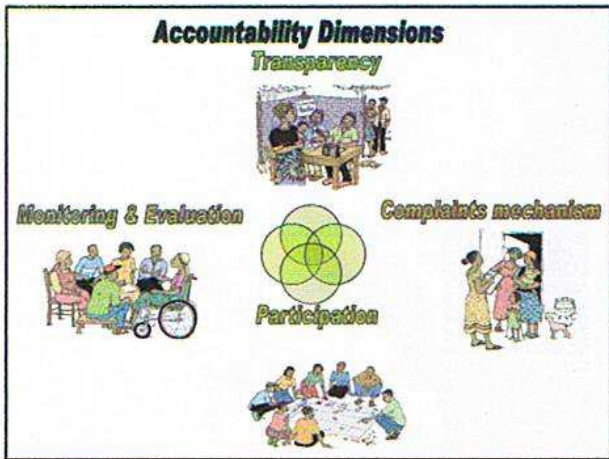 Accountability Dimensions
Transparency
Monitoring & Evaluation
Complaints mechanism
Participation